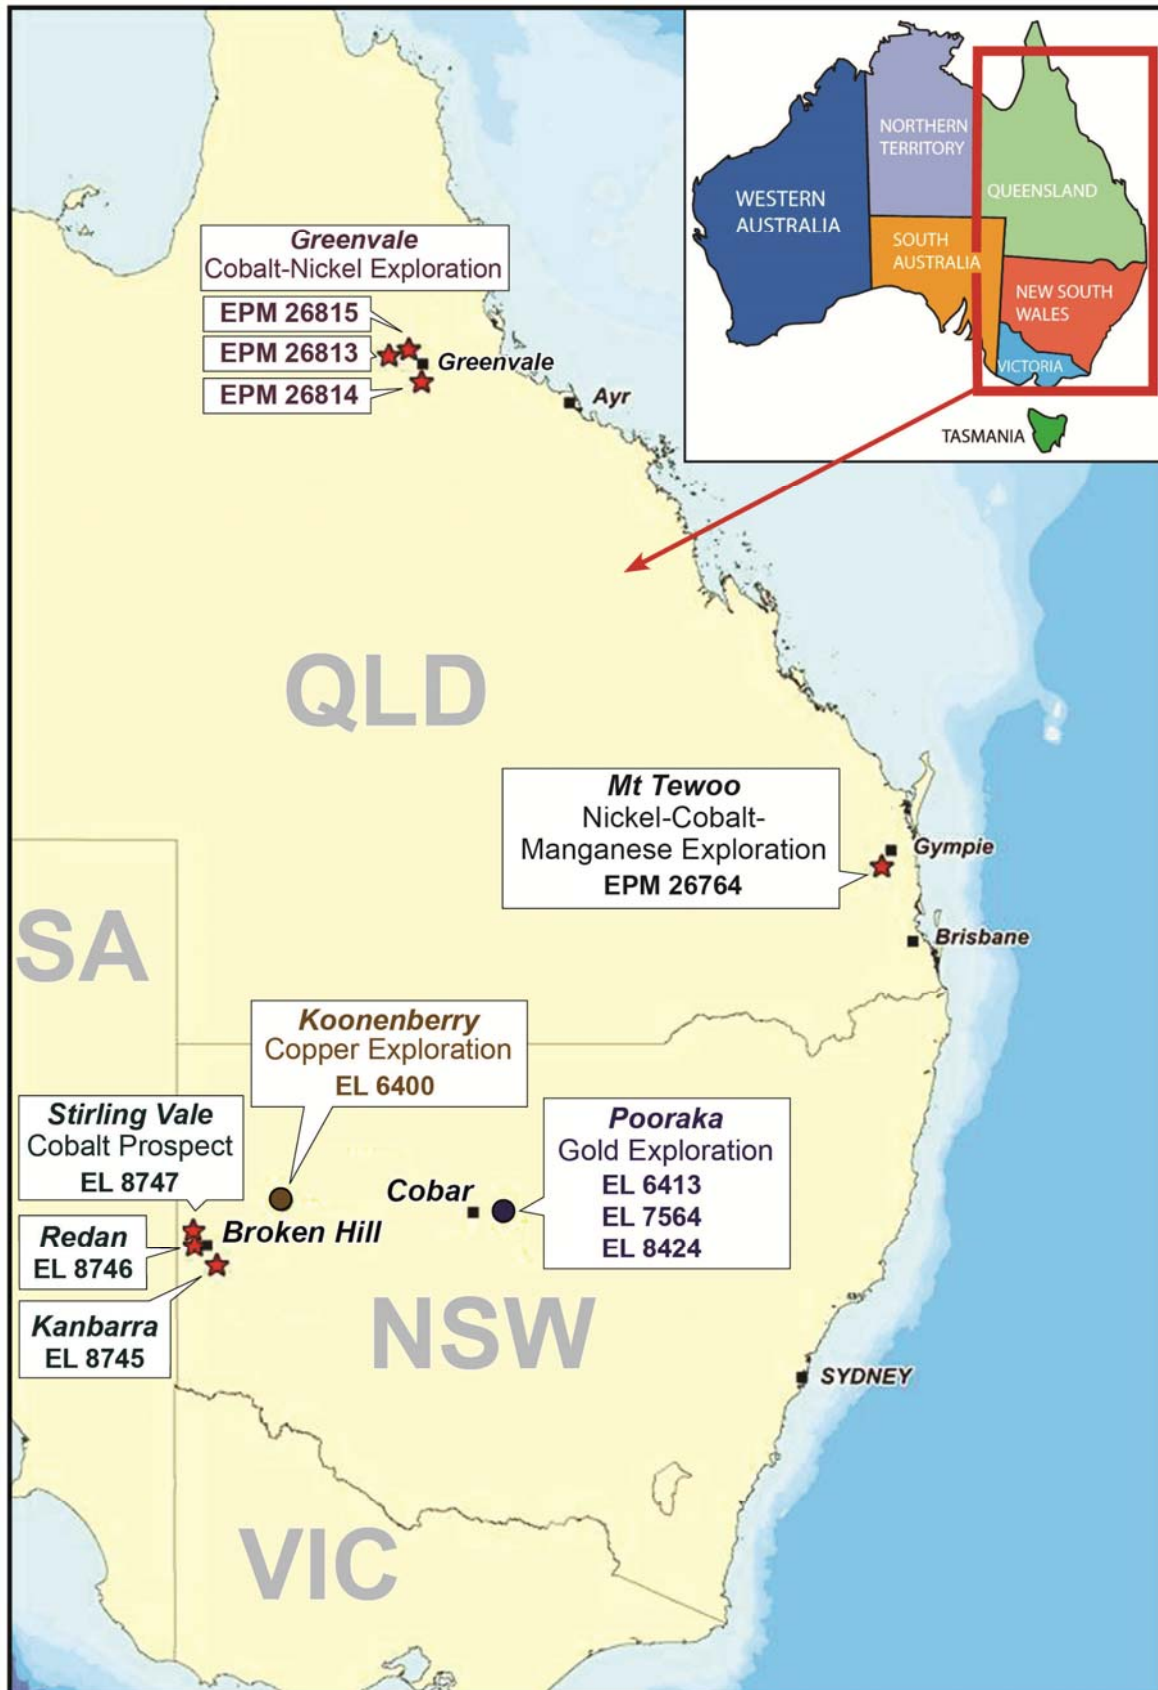 NORTHERN
TERRITORY
QUEENSLAND
WESTERN
AUSTRALIA
SOUTH
AUSTRALIA
NEW SOUTH
WALES
VICTORIA
TASMANIA
Greenvale
Cobalt-Nickel Exploration
EPM 26815
EPM 26813
EPM 26814
Greenvale
Ayr
QLD
Mt Tewoo
Nickel-Cobalt-
Manganese Exploration
EPM 26764
Gympie
Brisbane
SA
Koonenberry
Copper Exploration
EL 6400
Stirling Vale
Cobalt Prospect
EL 8747
Pooraka
Gold Exploration
EL 6413
EL 7564
EL 8424
Cobar
Broken Hill
Redan
EL 8746
Kanbarra
EL 8745
NSW
SYDNEY
VIC